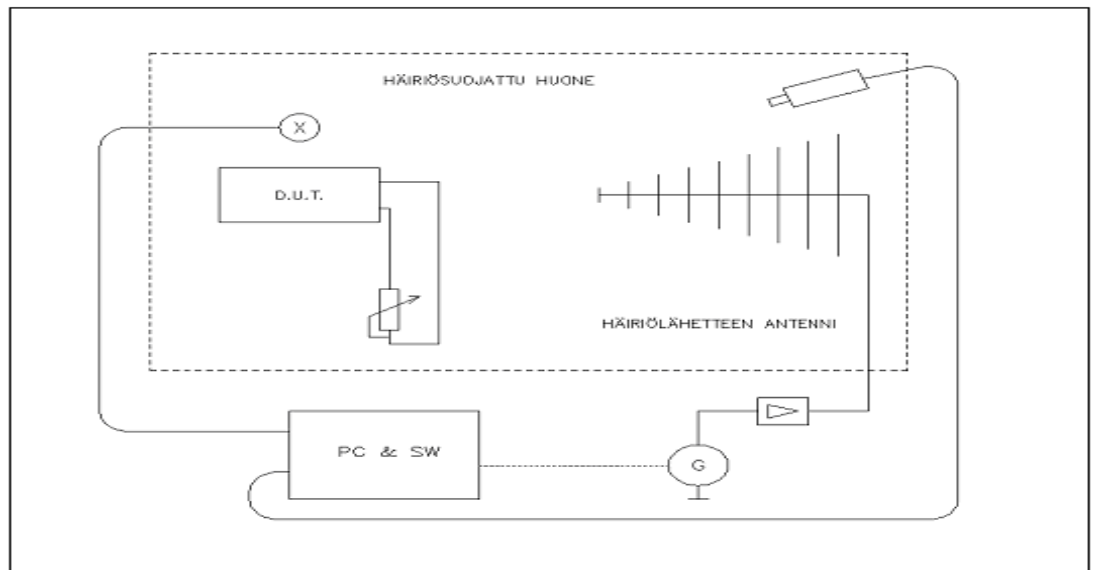 HÄIRIÖSUOJATTU HUONE
X
D.U.T.
HÄIRIÖLÄHETTEEN ANTENNI
PC & SW
G